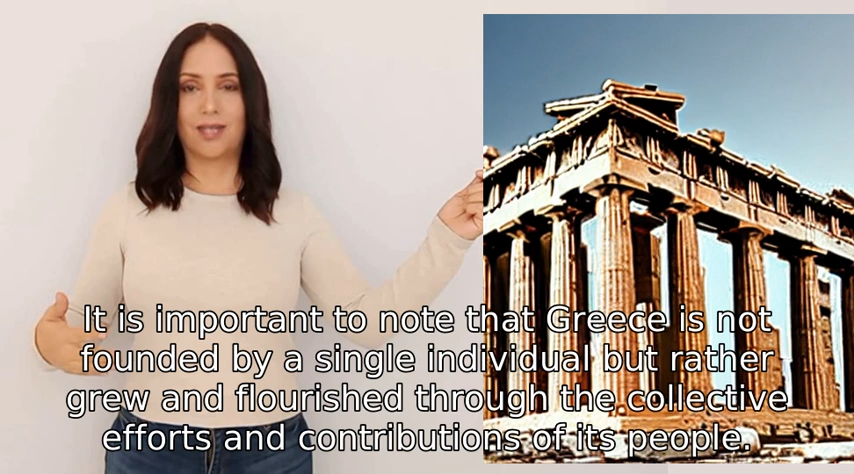 It is important to note that Greece is not
founded by a single individual but rather
grew and flourished through the collective
efforts and contributions of its people.